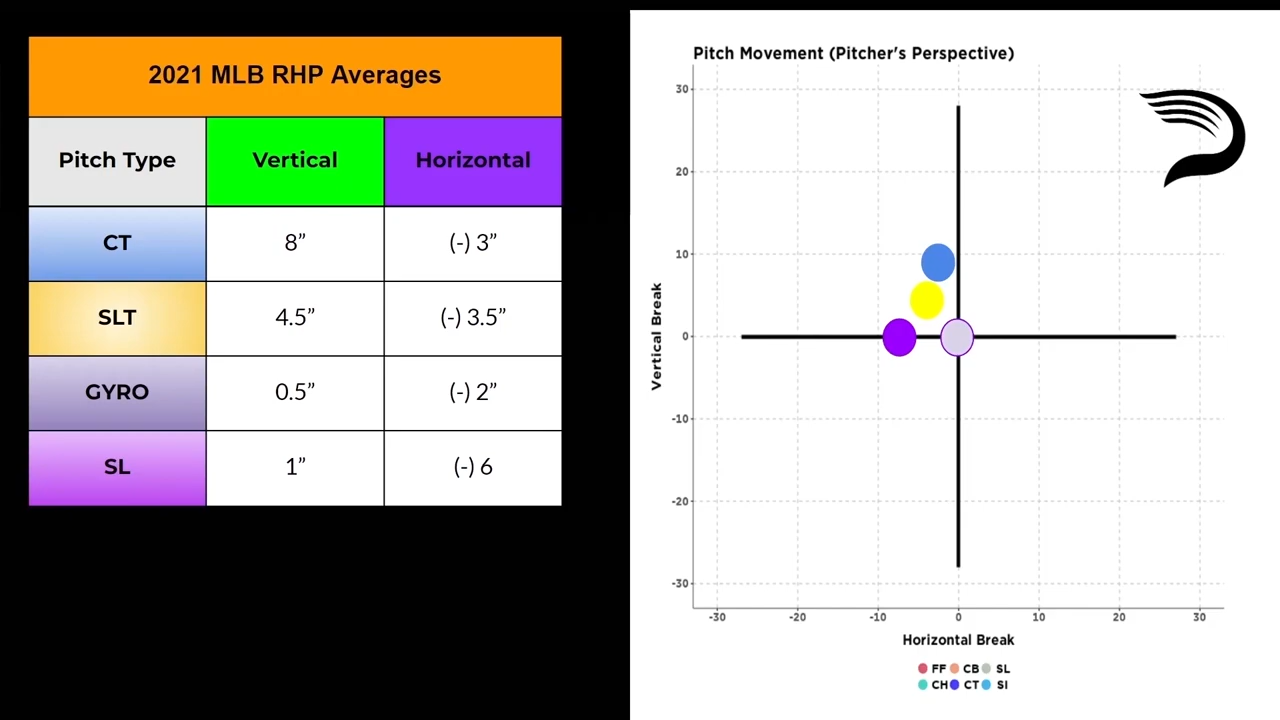 2021 MLB RHP Averages
Pitch Type Vertical Horizontal
CT 8” (-) 3”
SLT 4.5” (-) 3.5”
GYRO 0.5” (-) 2”
SL 1” (-) 6
Pitch Movement (Pitcher's Perspective)
Vertical Break
30
20
10
0
-10
-20
-30
-30 -20 -10 0 10 20 30
Horizontal Break
FF CB SL
CH CT SI